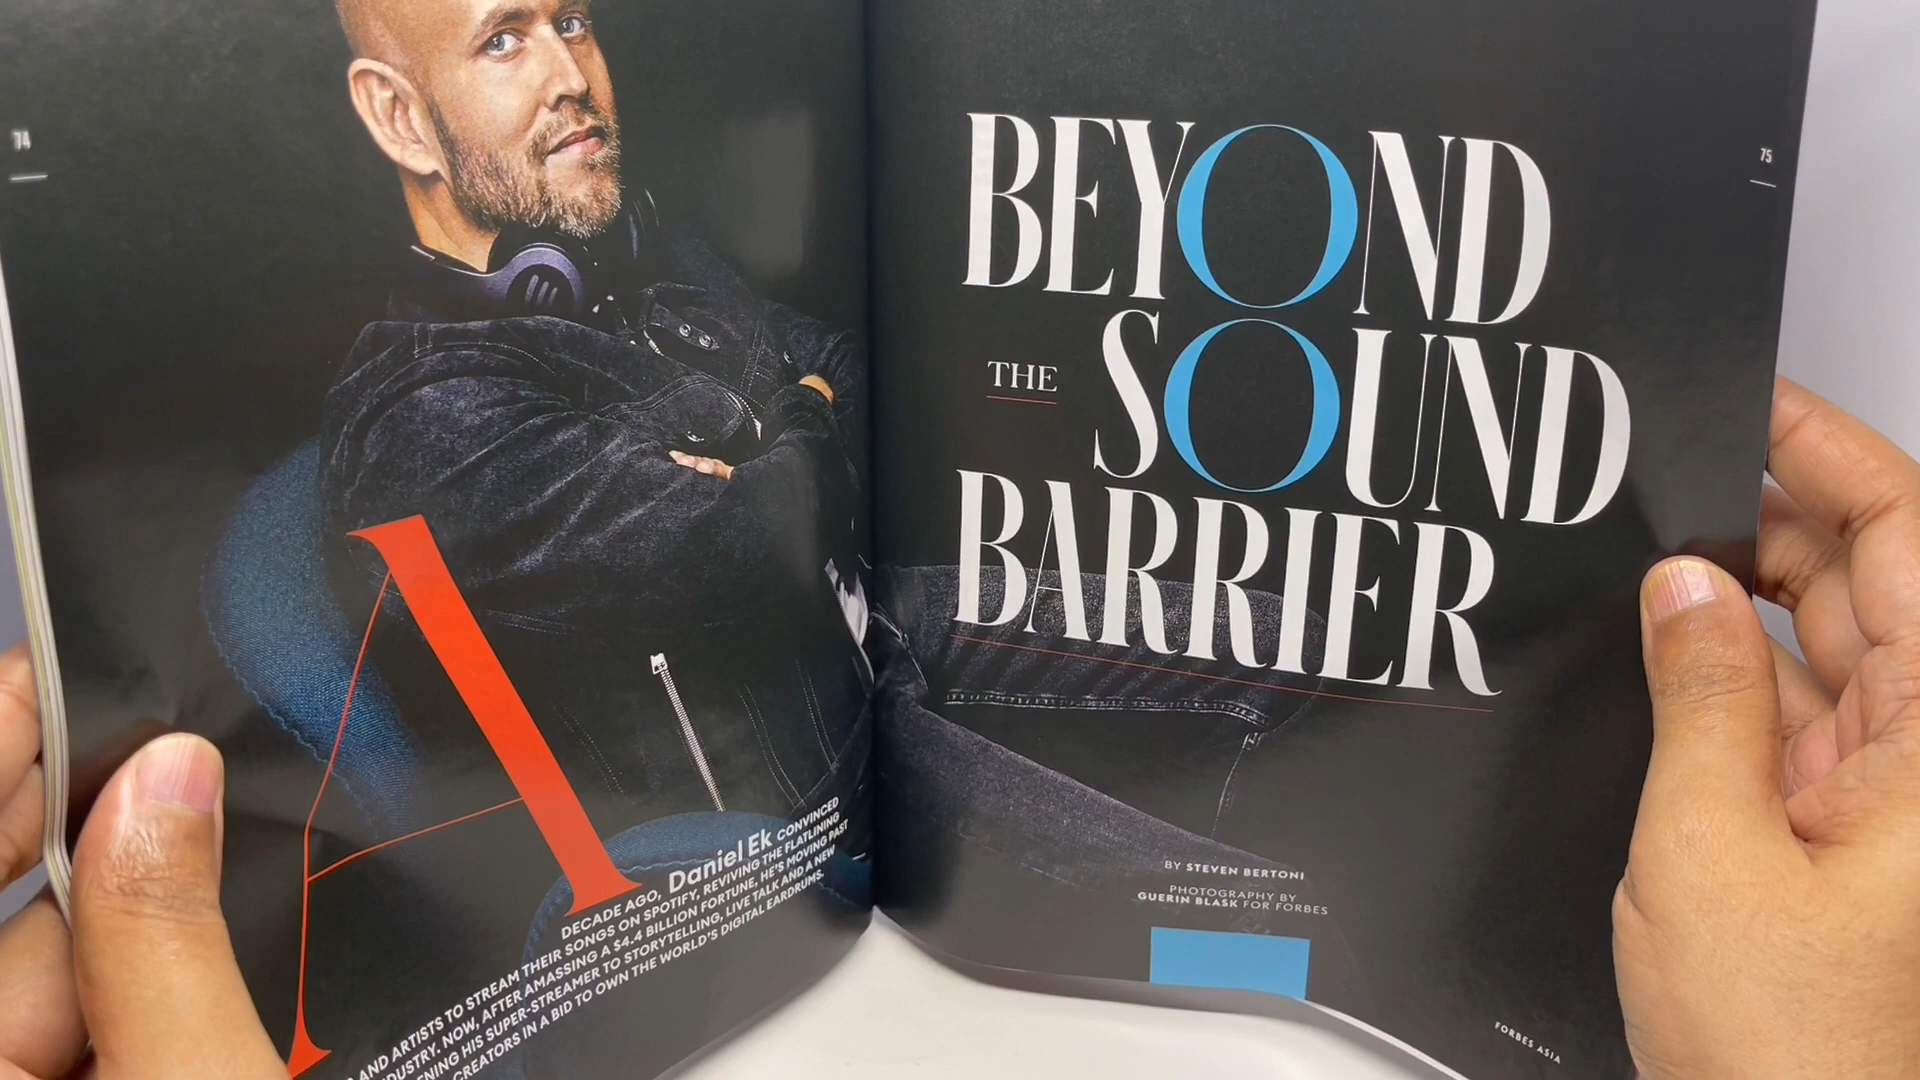 74
A
DECADE AGO, Daniel Ek CONVINCED
AND ARTISTS TO STREAM THEIR SONGS ON SPOTIFY, REVIVING THE FLATLINING
INDUSTRY. NOW, AFTER AMASSING A $4.4 BILLION FORTUNE, HE'S MOVING PAST
HIS SUPER-STREAMER TO STORYTELLING, LIVE TALK AND A NEW
CREATORS IN A BID TO OWN THE WORLD'S DIGITAL EARDRUMS.
BEYOND
THE SOUND
BARRIER
75
BY STEVEN BERTONI
PHOTOGRAPHY BY
GUERIN BLASK FOR FORBES
FORBES ASIA